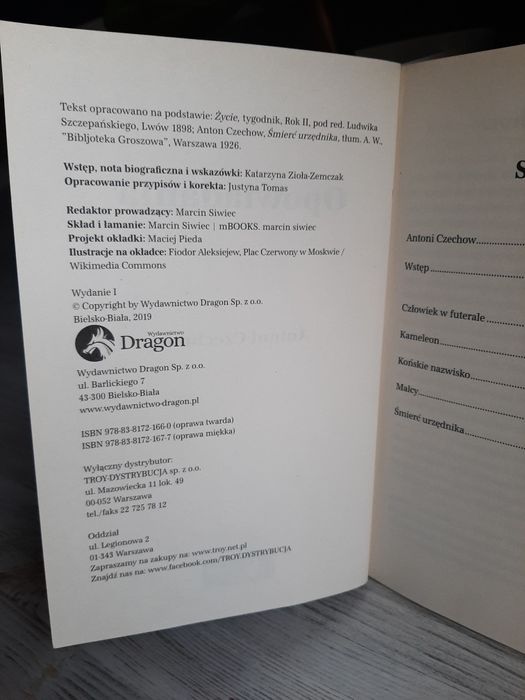 Tekst opracowano na podstawie: Życie, tygodnik, Rok II, pod red. Ludwika
Szczepańskiego, Lwów 1898; Anton Czechow, Śmierć urzędnika, tłum. A. W.,
"Bibljoteka Groszowa", Warszawa 1926.
Wstęp, nota biograficzna i wskazówki: Katarzyna Zioła-Zemczak
Opracowanie przypisów i korekta: Justyna Tomas
Redaktor prowadzący: Marcin Siwiec
Skład i łamanie: Marcin Siwiec | mBOOKS. marcin siwiec
Projekt okładki: Maciej Pieda
Ilustracje na okładce: Fiodor Aleksiejew, Plac Czerwony w Moskwie /
Wikimedia Commons
Wydanie I
© Copyright by Wydawnictwo Dragon Sp. z o.o.
Bielsko-Biała, 2019
Wydawnictwo
Dragon
Wydawnictwo Dragon Sp. z o.o.
ul. Barlickiego 7
43-300 Bielsko-Biała
www.wydawnictwo-dragon.pl
ISBN 978-83-8172-166-0 (oprawa twarda)
ISBN 978-83-8172-167-7 (oprawa miękka)
Wyłączny dystrybutor:
TROY-DYSTRYBUCJA sp. z o.o.
ul. Mazowiecka 11 lok. 49
00-052 Warszawa
tel./faks 22 725 78 12
Oddział
ul. Legionowa 2
01-343 Warszawa
Zapraszamy na zakupy na: www.troy.net.pl
Znajdź nas na: www.facebook.com/TROY.DYSTRYBUCJA
S
Antoni Czechow
Wstęp
Człowiek w futerale
Kameleon
Końskie nazwisko
Malcy
Śmierć urzędnika